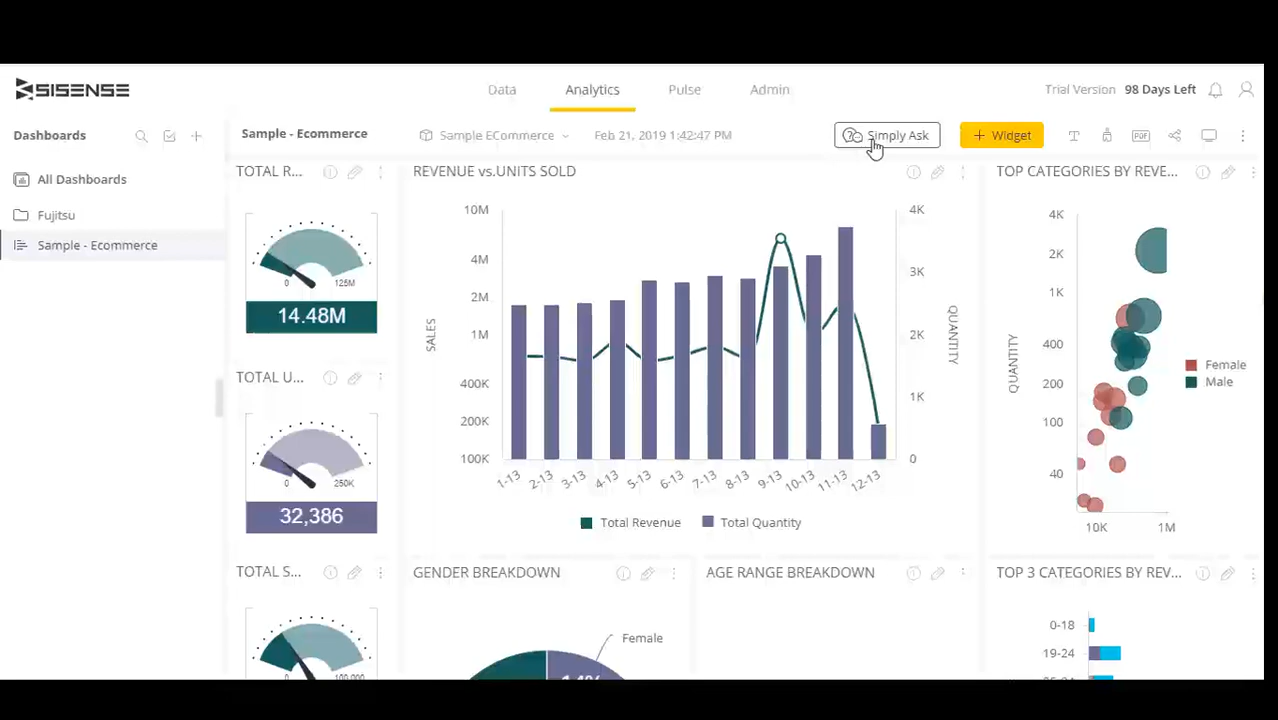 SISENSE
Data
Analytics
Pulse
Admin
Trial Version 98 Days Left
Dashboards
Sample - Ecommerce
Sample ECommerce
Feb 21, 2019 1:42:47 PM
Simply Ask
+ Widget
PDF
All Dashboards
Fujitsu
Sample - Ecommerce
TOTAL R...
0
125M
14.48M
TOTAL U...
0
250K
32,386
TOTAL S...
0
100,000
REVENUE vs.UNITS SOLD
10M
4M
2M
1M
400K
200K
100K
SALES
4K
3K
2K
1K
0
QUANTITY
1-13
2-13
3-13
4-13
5-13
6-13
7-13
8-13
9-13
10-13
11-13
12-13
Total Revenue
Total Quantity
TOP CATEGORIES BY REVE...
4K
2K
1K
400
200
100
40
QUANTITY
10K
1M
Female
Male
GENDER BREAKDOWN
Female
AGE RANGE BREAKDOWN
TOP 3 CATEGORIES BY REV...
0-18
19-24